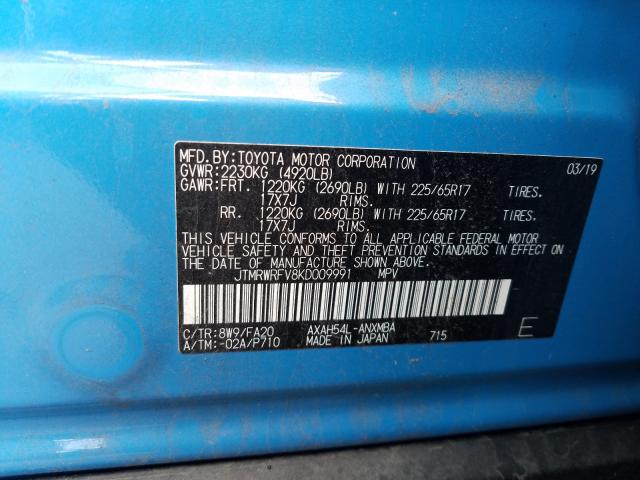 MFD. BY: TOYOTA MOTOR CORPORATION 03/19
GVWR: 2230KG (4920LB)
GAWR: FRT. 1220KG (2690LB) WITH 225/65R17 TIRES.
17X7J RIMS.
RR. 1220KG (2690LB) WITH 225/65R17 TIRES.
17X7J RIMS.
THIS VEHICLE CONFORMS TO ALL APPLICABLE FEDERAL MOTOR
VEHICLE SAFETY AND THEFT PREVENTION STANDARDS IN EFFECT ON
THE DATE OF MANUFACTURE SHOWN ABOVE.
JTMRWRFV8KD009991 MPV
C/TR: 8W9/FA20 AXAH54L-ANXMBA
A/TM: -02A/P710 MADE IN JAPAN 715 E